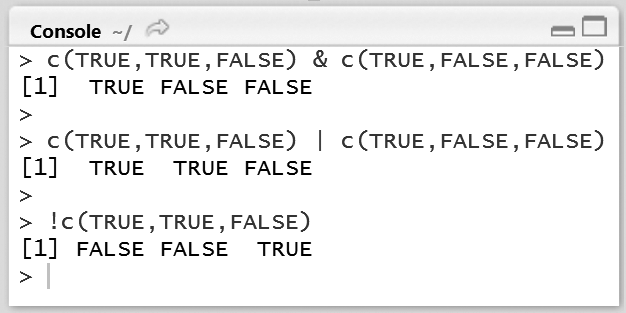 Console ~/
> c(TRUE,TRUE,FALSE) & c(TRUE,FALSE,FALSE)
[1]  TRUE FALSE FALSE
>
> c(TRUE,TRUE,FALSE) | c(TRUE,FALSE,FALSE)
[1]  TRUE  TRUE FALSE
>
> !c(TRUE,TRUE,FALSE)
[1] FALSE FALSE  TRUE
>